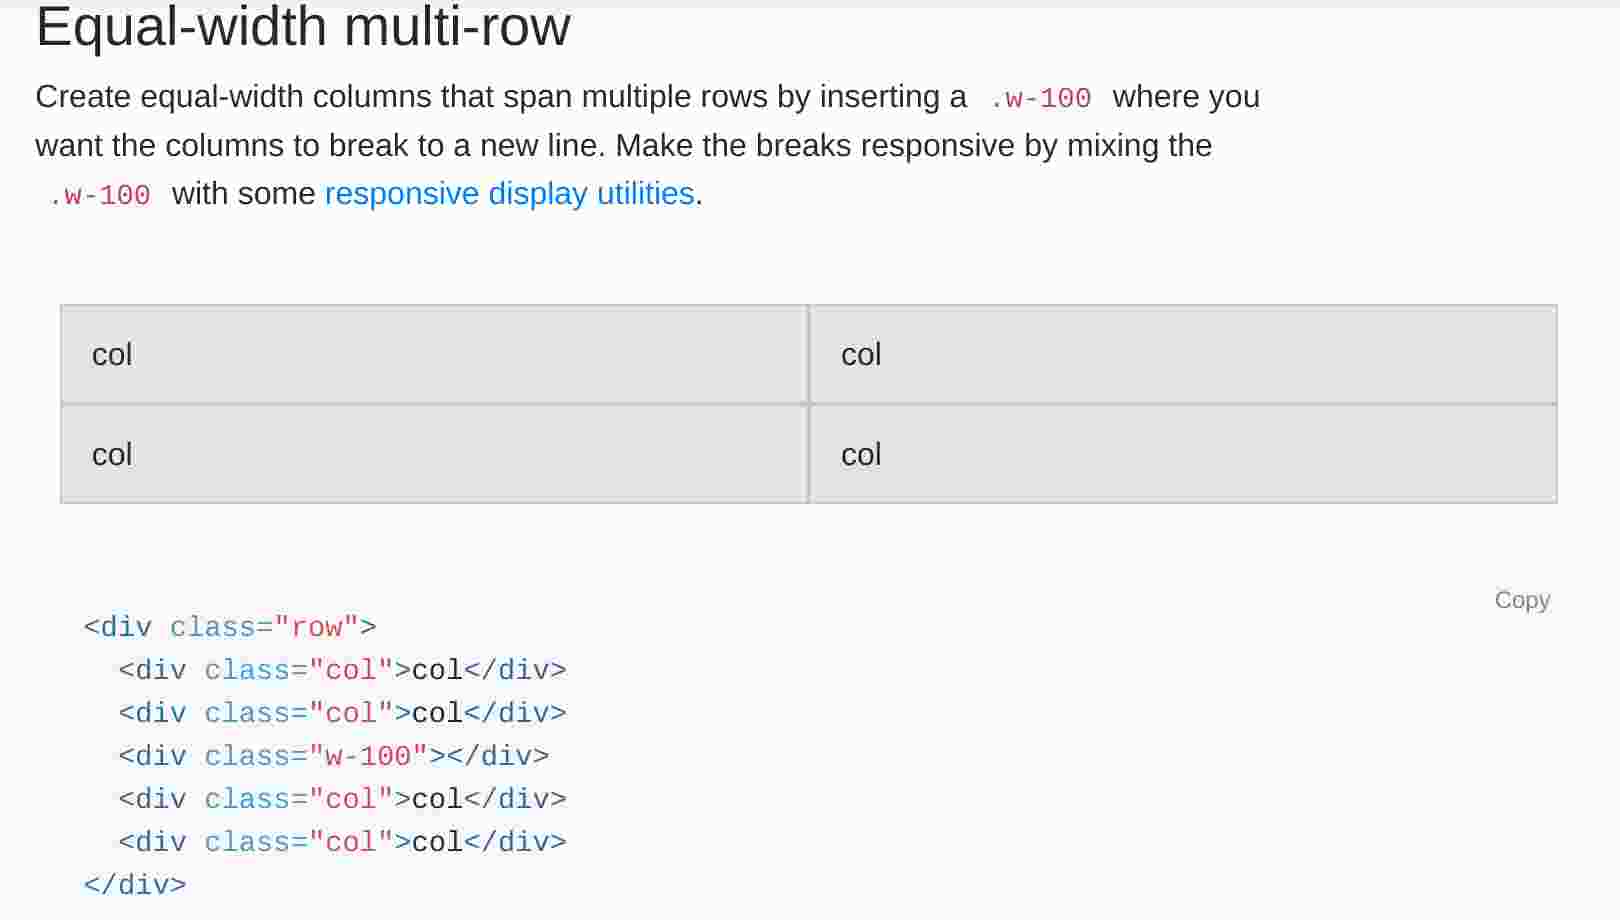 Equal-width multi-row
Create equal-width columns that span multiple rows by inserting a .w-100 where you
want the columns to break to a new line. Make the breaks responsive by mixing the
.w-100 with some responsive display utilities.
col col
col col
Copy
<div class="row">
  <div class="col">col</div>
  <div class="col">col</div>
  <div class="w-100"></div>
  <div class="col">col</div>
  <div class="col">col</div>
</div>